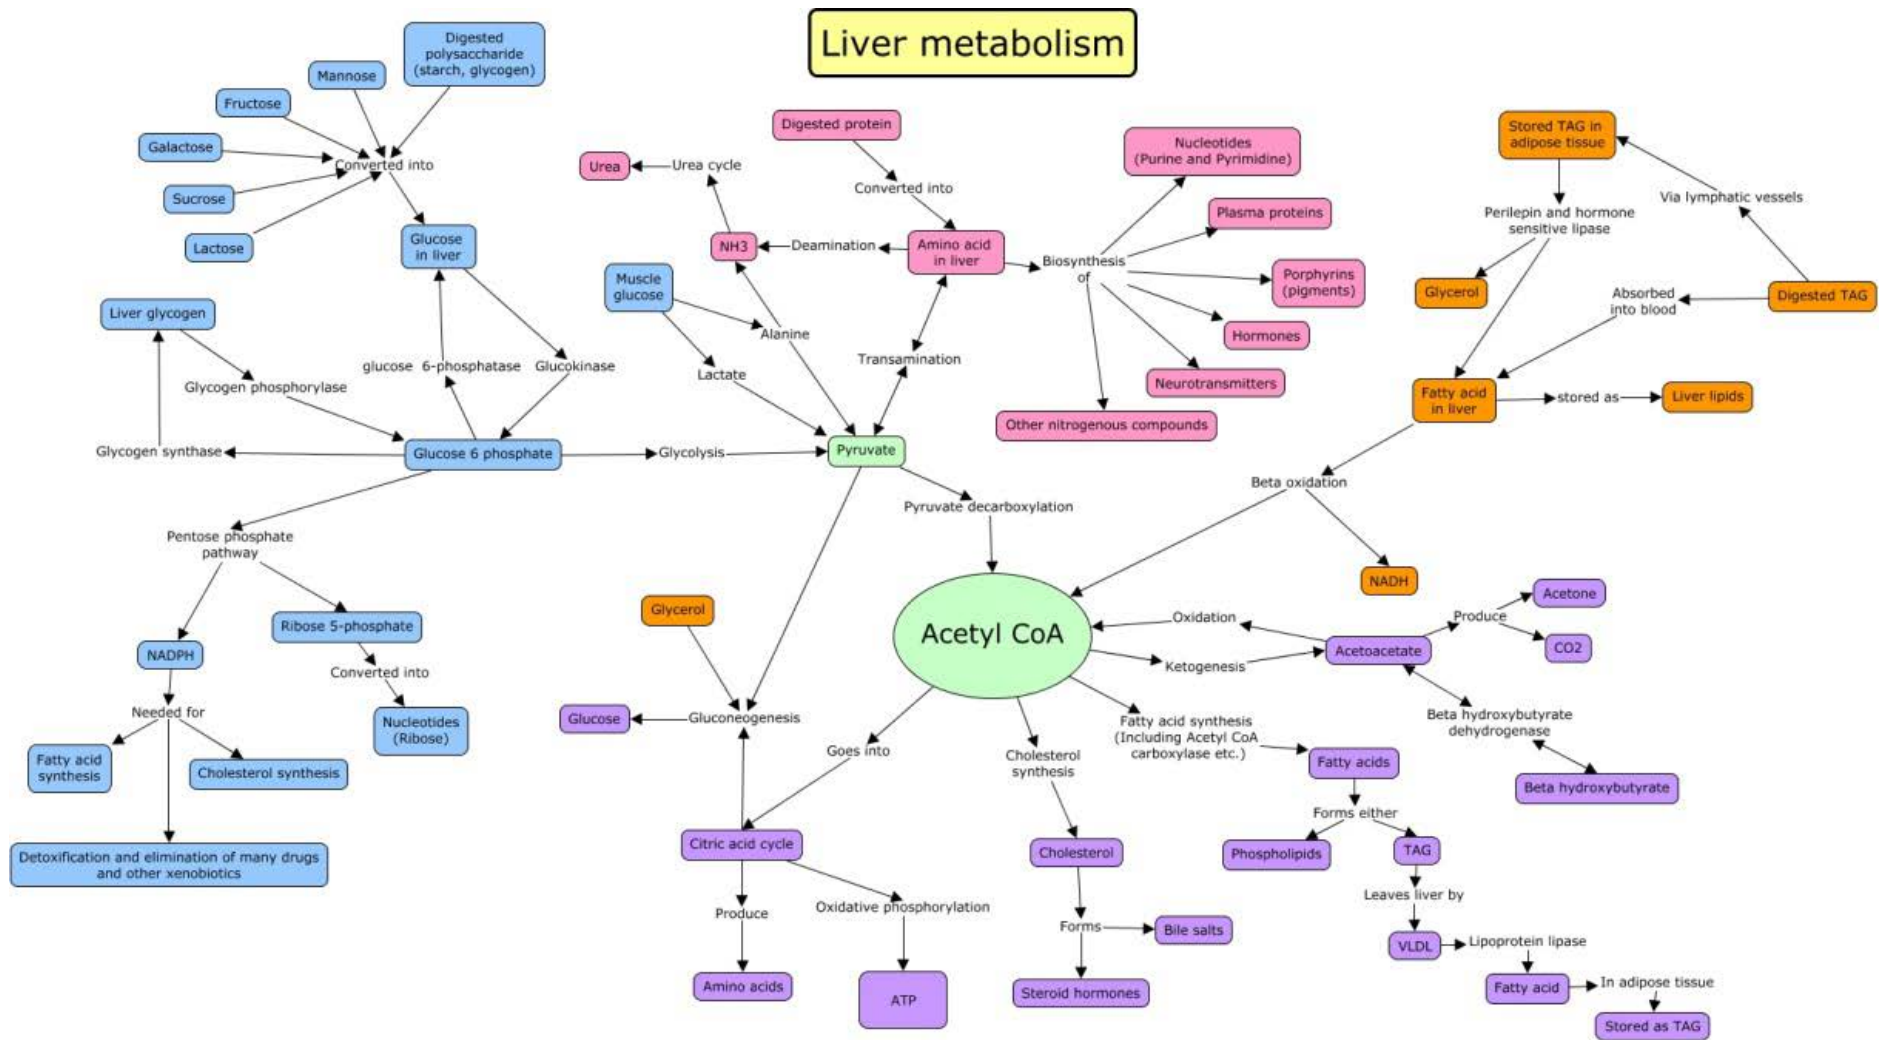 Liver metabolism
Digested
polysaccharide
(starch, glycogen)
Mannose
Fructose
Galactose
Converted into
Sucrose
Lactose
Glucose
in liver
Liver glycogen
Glycogen phosphorylase
glucose 6-phosphatase
Glucokinase
Glycogen synthase
Glucose 6 phosphate
Glycolysis
Pentose phosphate
pathway
Ribose 5-phosphate
NADPH
Converted into
Needed for
Nucleotides
(Ribose)
Fatty acid
synthesis
Cholesterol synthesis
Detoxification and elimination of many drugs
and other xenobiotics
Digested protein
Urea
Urea cycle
Converted into
NH3
Deamination
Amino acid
in liver
Muscle
glucose
Alanine
Lactate
Transamination
Pyruvate
Biosynthesis
of
Nucleotides
(Purine and Pyrimidine)
Plasma proteins
Porphyrins
(pigments)
Hormones
Neurotransmitters
Other nitrogenous compounds
Stored TAG in
adipose tissue
Via lymphatic vessels
Perilepin and hormone
sensitive lipase
Glycerol
Absorbed
into blood
Digested TAG
Fatty acid
in liver
stored as
Liver lipids
Beta oxidation
NADH
Pyruvate decarboxylation
Acetyl CoA
Glycerol
Glucose
Gluconeogenesis
Goes into
Citric acid cycle
Produce
Oxidative phosphorylation
Amino acids
ATP
Cholesterol
synthesis
Cholesterol
Forms
Bile salts
Steroid hormones
Oxidation
Ketogenesis
Acetoacetate
Produce
Acetone
CO2
Beta hydroxybutyrate
dehydrogenase
Beta hydroxybutyrate
Fatty acid synthesis
(Including Acetyl CoA
carboxylase etc.)
Fatty acids
Forms either
Phospholipids
TAG
Leaves liver by
VLDL
Lipoprotein lipase
Fatty acid
In adipose tissue
Stored as TAG